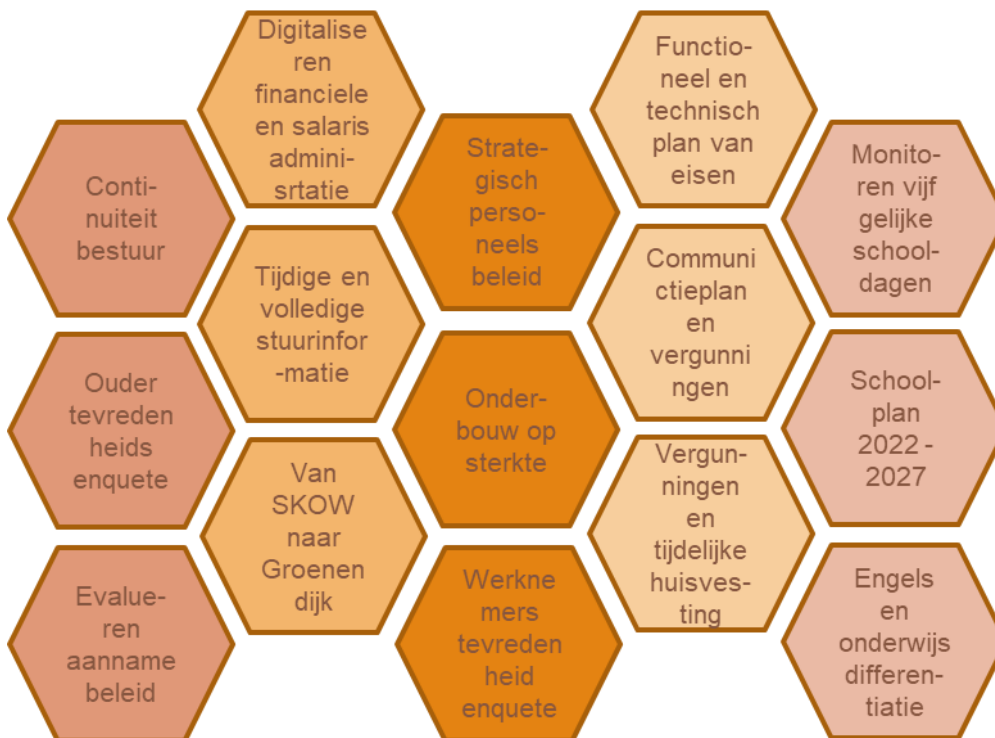 Conti-
nuiteit
bestuur
Ouder
tevreden
heids
enquete
Evalue-
ren
aanname
beleid
Digitalise
ren
financiele
en salaris
admini-
srtatie
Tijdige en
volledige
stuurinfor
-matie
Van
SKOW
naar
Groenen
dijk
Strate-
gisch
perso-
neels
beleid
Onder-
bouw op
sterkte
Werkne
mers
tevreden
heid
enquete
Functio-
neel en
technisch
plan van
eisen
Communi
ctieplan
en
vergunni
ngen
Vergun-
ningen
en
tijdelijke
huisves-
ting
Monito-
ren vijf
gelijke
school-
dagen
School-
plan
2022 -
2027
Engels
en
onderwijs
differen-
tiatie